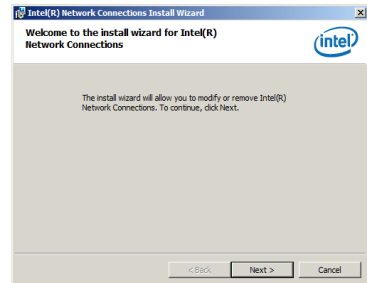 Intel(R) Network Connections Install Wizard
Welcome to the install wizard for Intel(R)
Network Connections
intel
The install wizard will allow you to modify or remove Intel(R)
Network Connections. To continue, click Next.
< Back Next > Cancel